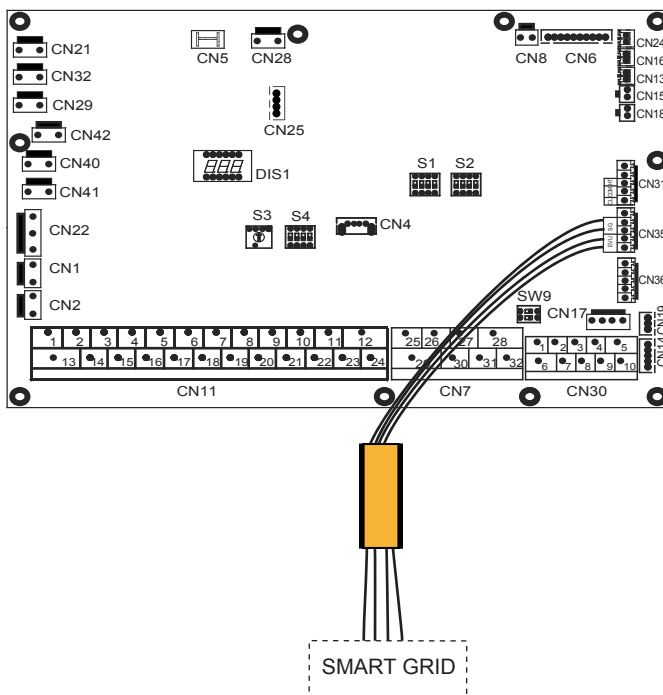 CN21
CN32
CN29
CN42
CN40
CN41
CN22
CN1
CN2
CN5
CN28
CN25
DIS1
S1 S2
S3 S4
CN4
CN8 CN6
CN24
CN16
CN13
CN15
CN18
CN31
SG
EVU
CN35
CN36
SW9
CN17
CN19
CN14
1 2 3 4 5 6 7 8 9 10 11 12
13 14 15 16 17 18 19 20 21 22 23 24
CN11
25 26 27 28
30 31 32
CN7
1 2 3 4 5
6 7 8 9 10
CN30
SMART GRID